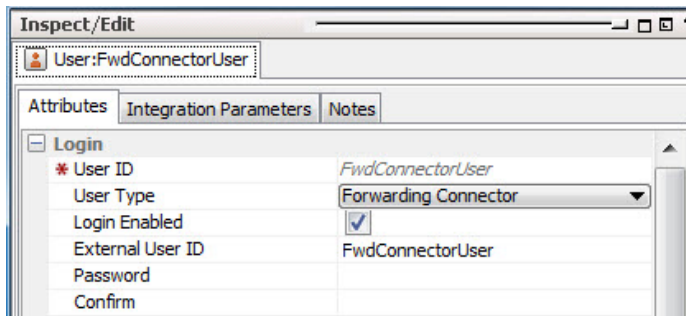 Inspect/Edit
User:FwdConnectorUser
Attributes Integration Parameters Notes
Login
* User ID FwdConnectorUser
User Type Forwarding Connector
Login Enabled
External User ID FwdConnectorUser
Password
Confirm